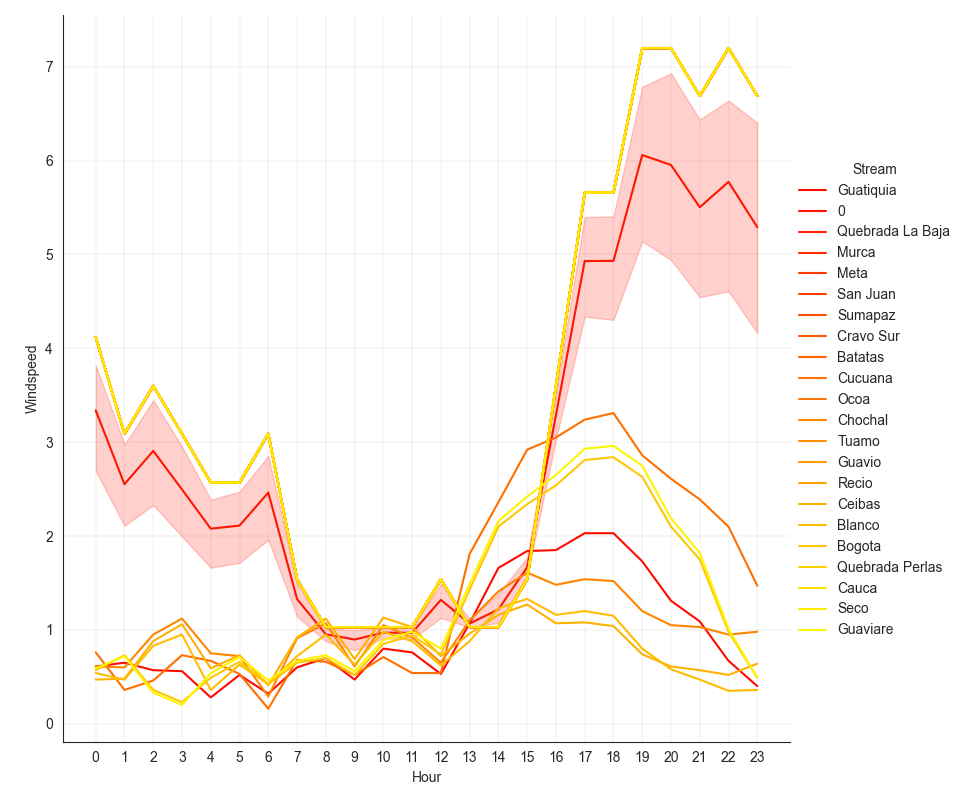 7
6
5
4
3
2
1
0
Windspeed
0 1 2 3 4 5 6 7 8 9 10 11 12 13 14 15 16 17 18 19 20 21 22 23
Hour
Stream
Guatiquia
0
Quebrada La Baja
Murca
Meta
San Juan
Sumapaz
Cravo Sur
Batatas
Cucuana
Ocoa
Chochal
Tuamo
Guavio
Recio
Ceibas
Blanco
Bogota
Quebrada Perlas
Cauca
Seco
Guaviare